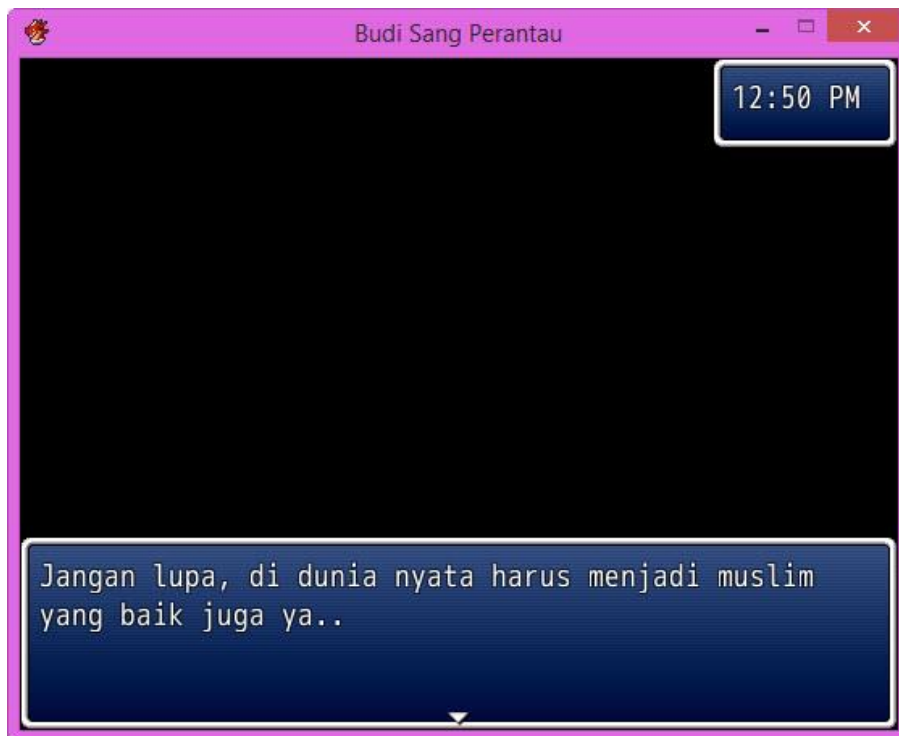 Budi Sang Perantau
12:50 PM
Jangan lupa, di dunia nyata harus menjadi muslim
yang baik juga ya..